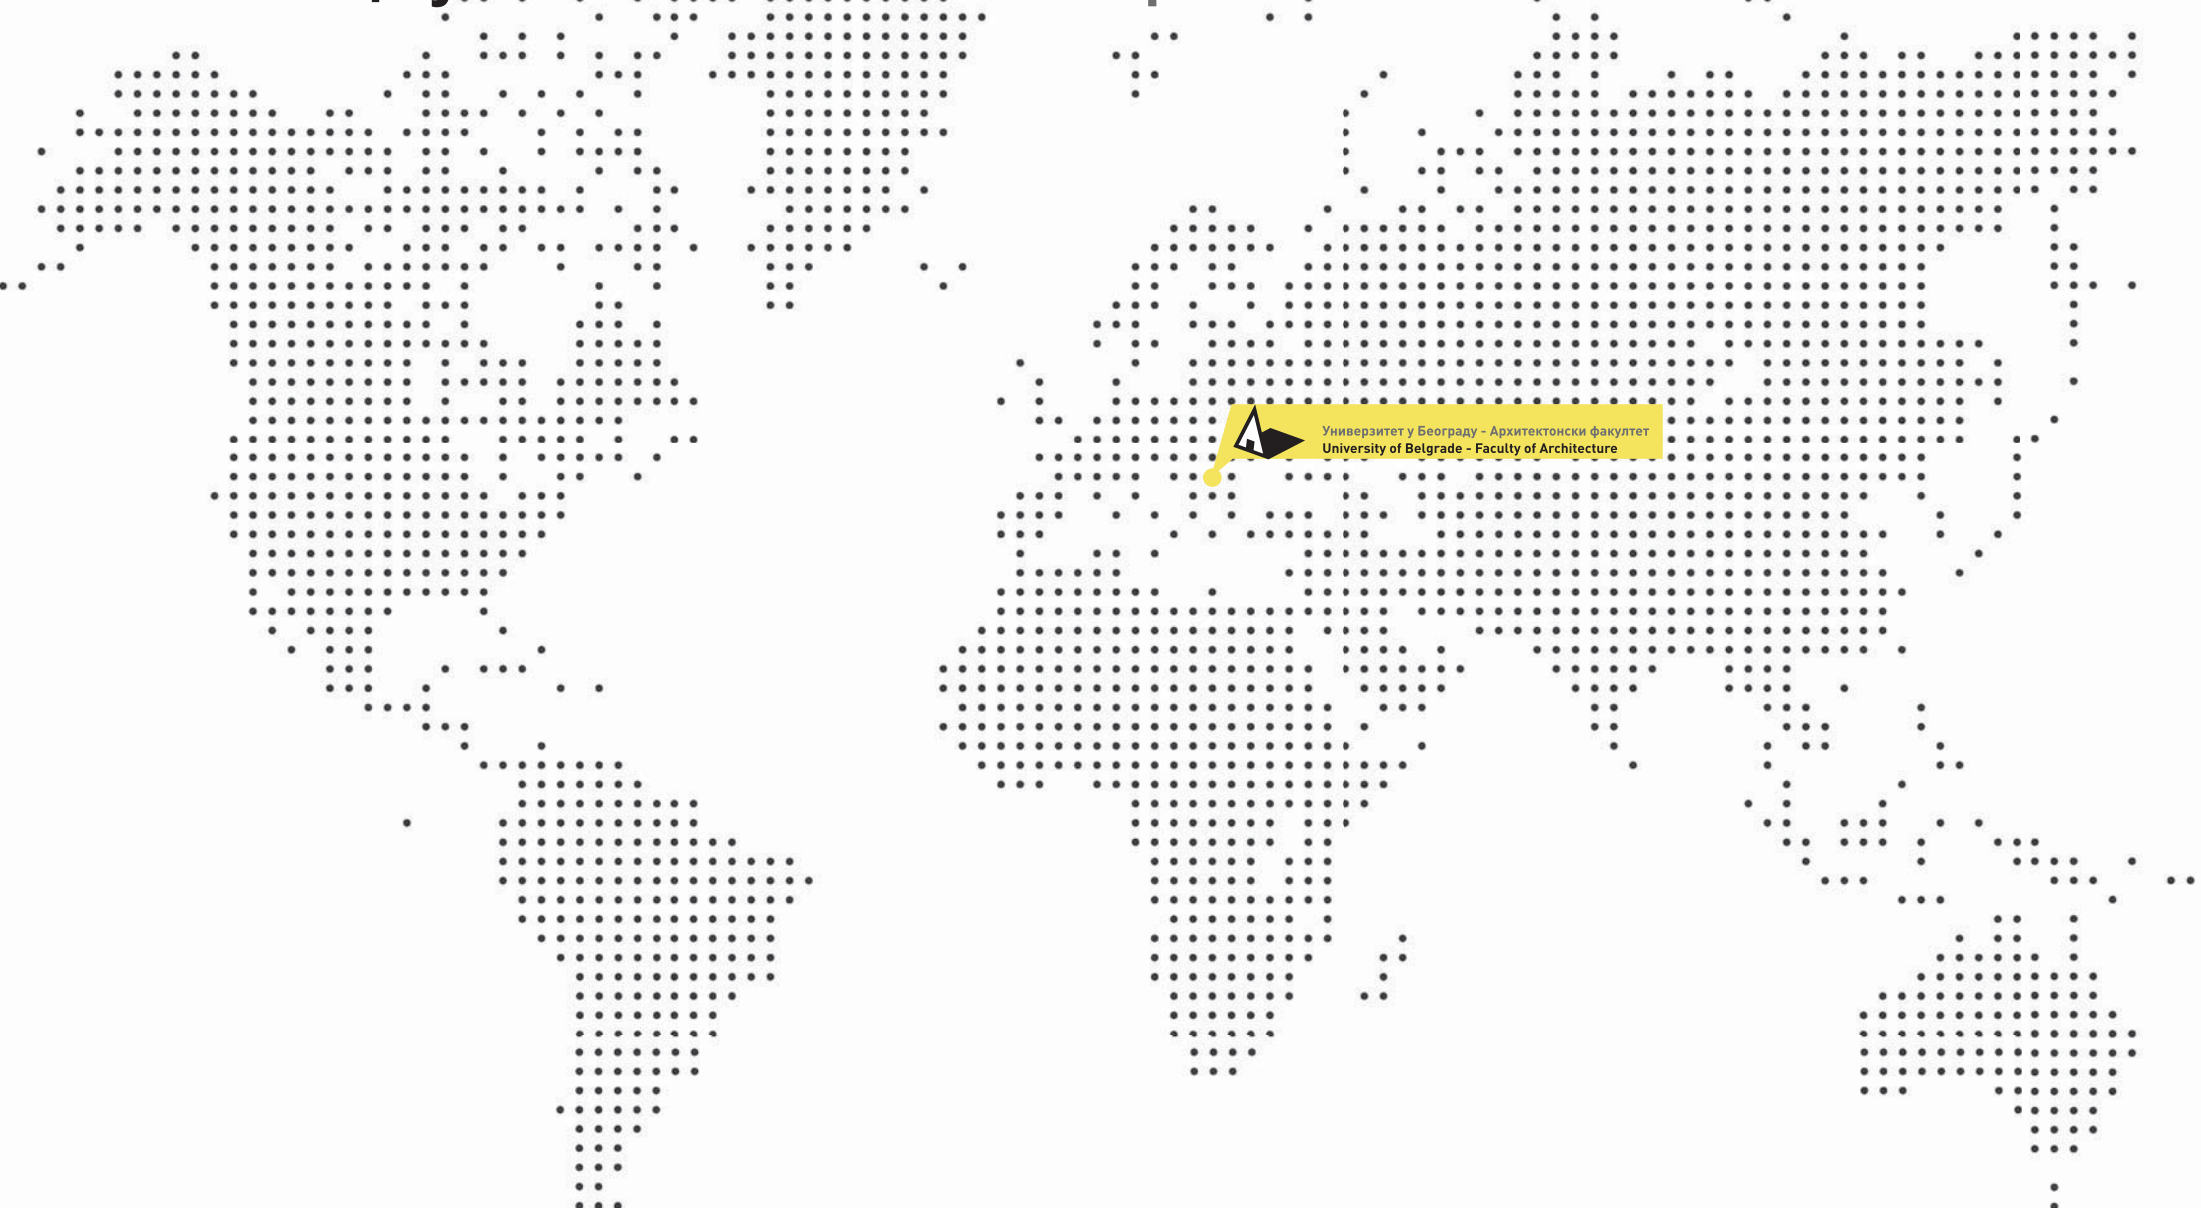 Универзитет у Београду - Архитектонски факултет
University of Belgrade - Faculty of Architecture